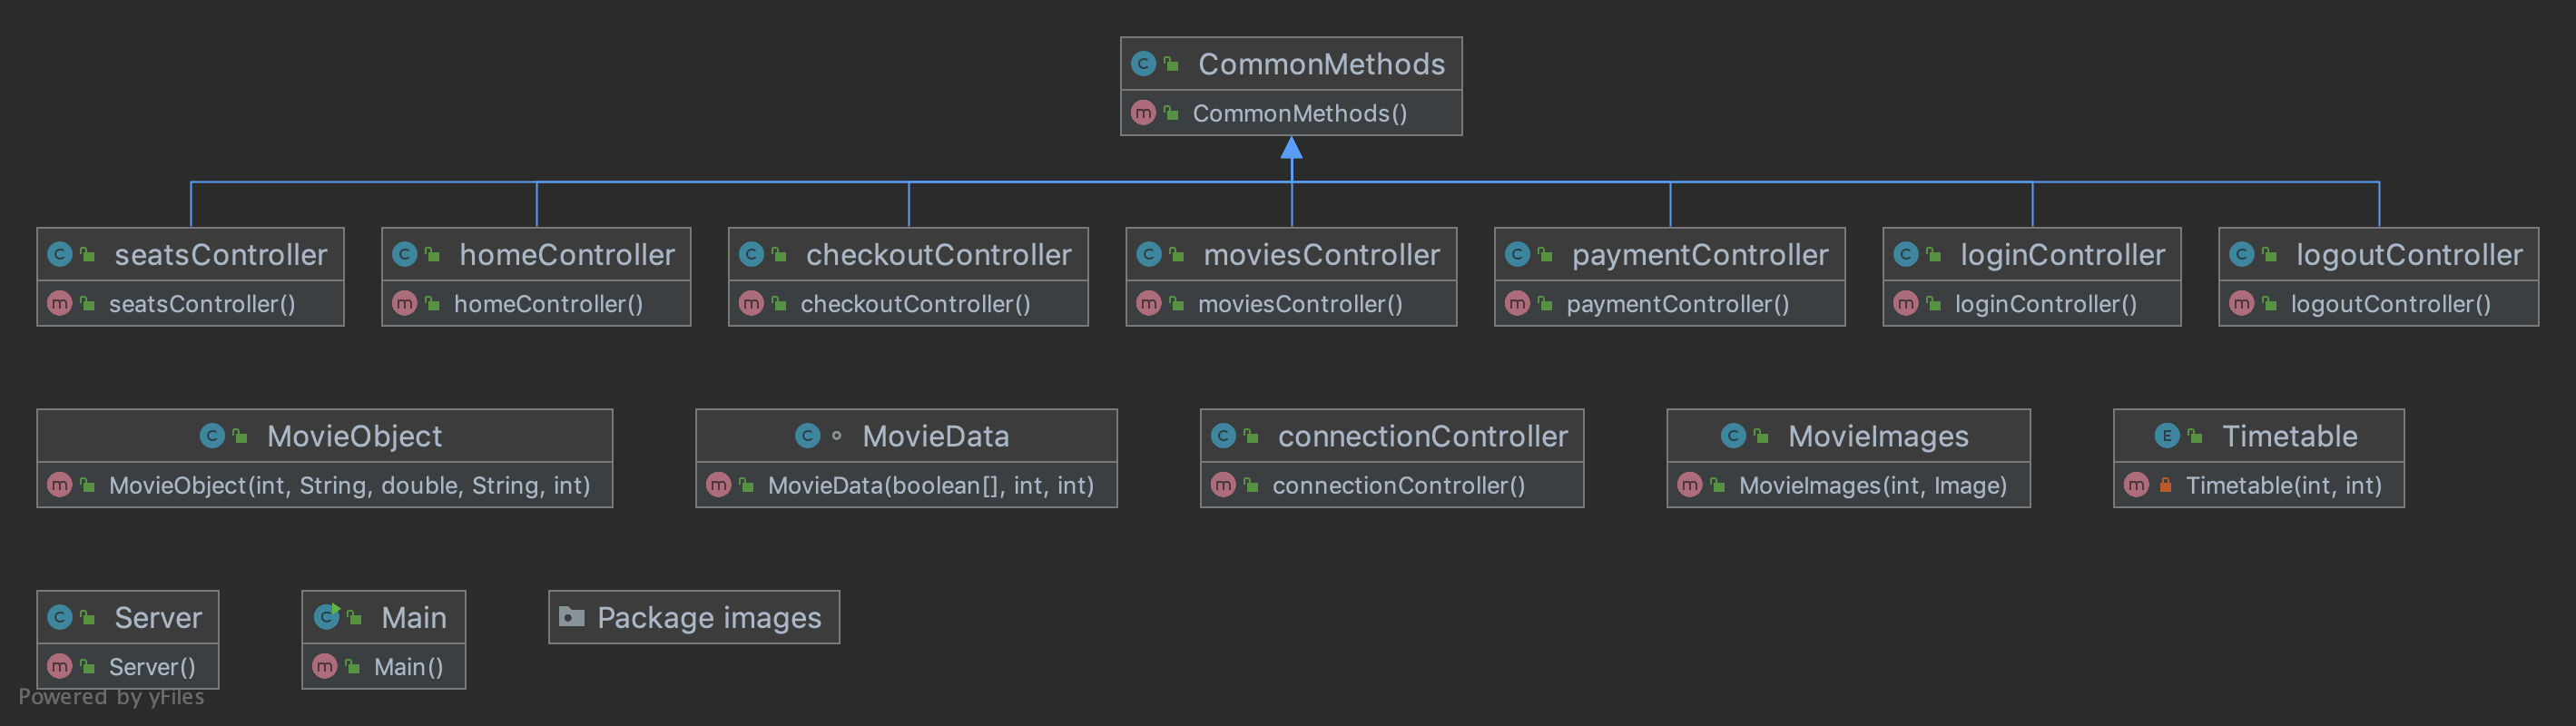 CommonMethods
CommonMethods()
seatsController
seatsController()
homeController
homeController()
checkoutController
checkoutController()
moviesController
moviesController()
paymentController
paymentController()
loginController
loginController()
logoutController
logoutController()
MovieObject
MovieObject(int, String, double, String, int)
MovieData
MovieData(boolean[], int, int)
connectionController
connectionController()
MovieImages
MovieImages(int, Image)
Timetable
Timetable(int, int)
Server
Server()
Main
Main()
Package images
Powered by yFiles